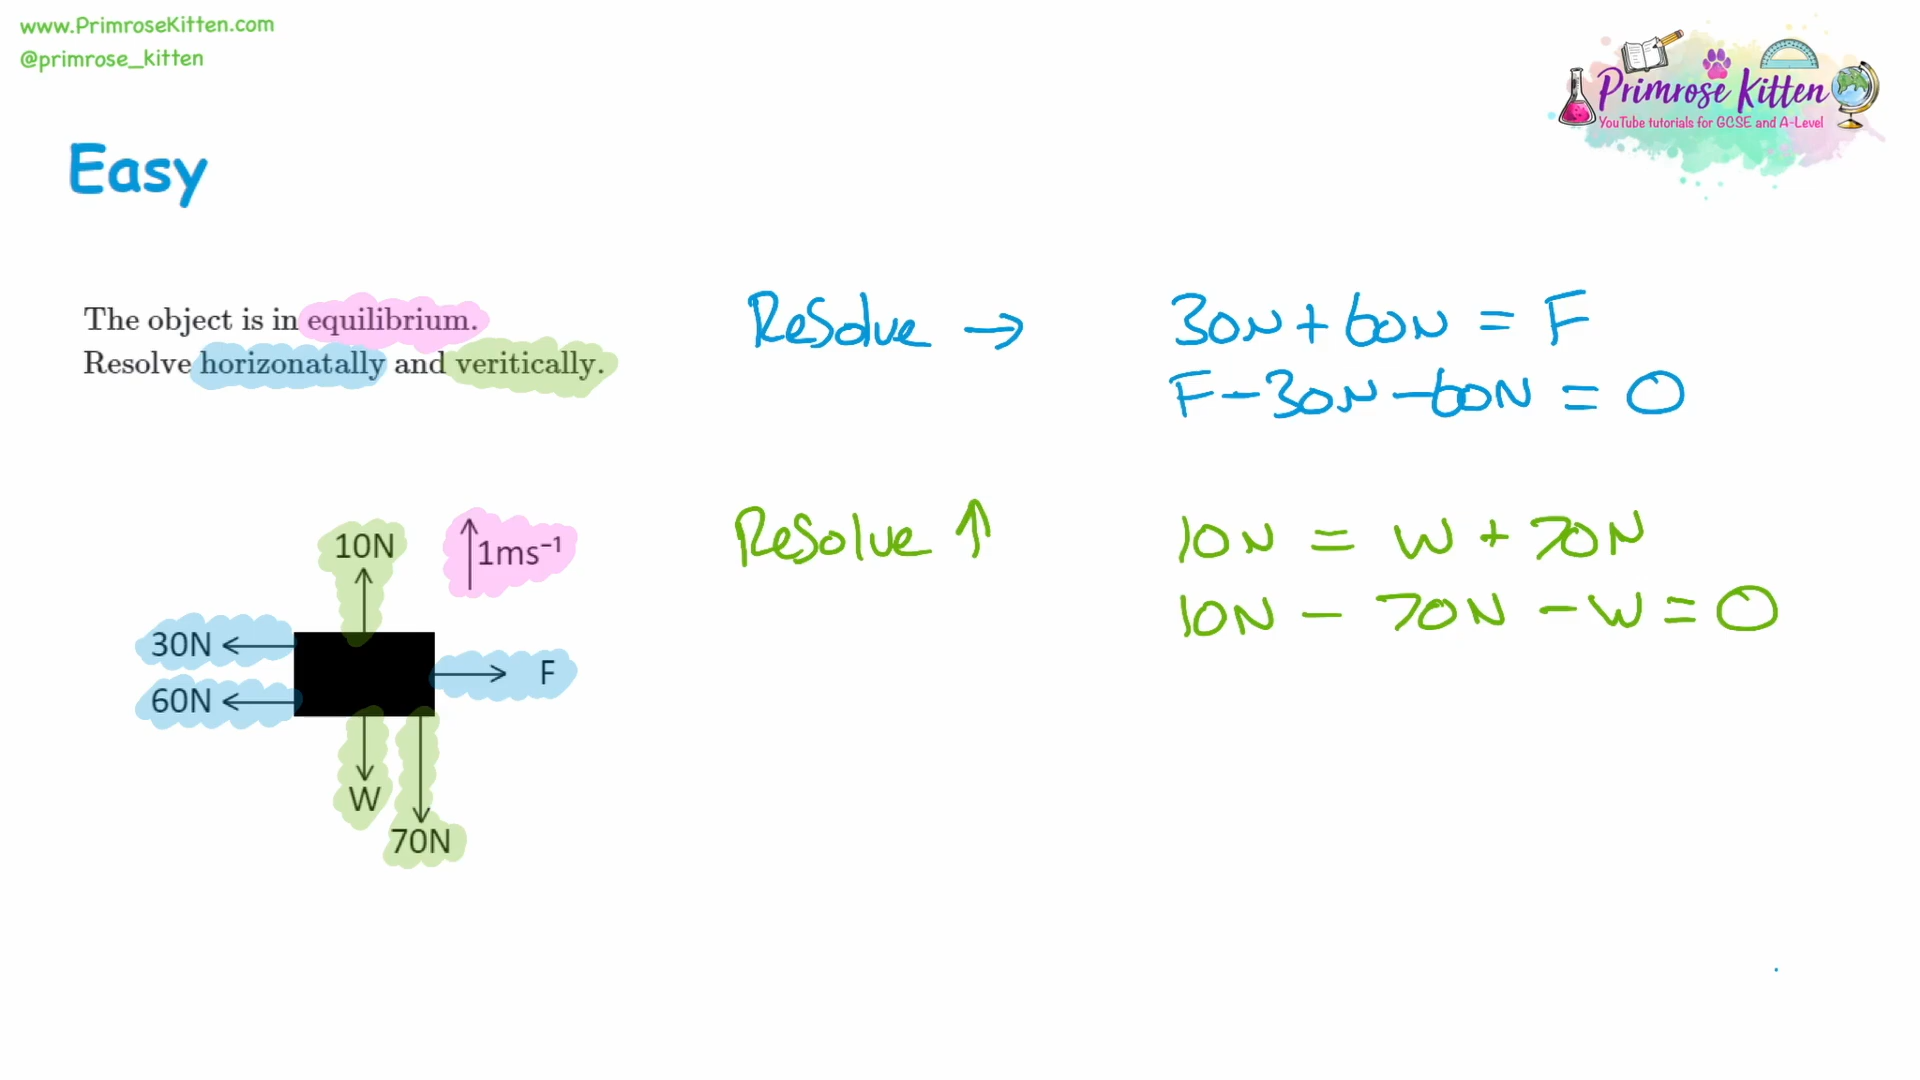 www.PrimroseKitten.com
@primrose_kitten
Primrose Kitten
YouTube tutorials for GCSE and A-Level
Easy
The object is in equilibrium.
Resolve horizonatally and veritically.
Resolve → 30N + 60N = F
F - 30N - 60N = 0
Resolve ↑ 10N = W + 70N
10N - 70N - W = 0
10N
1ms⁻¹
30N
F
60N
W
70N